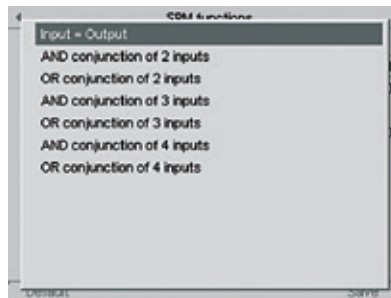 SPM functions
Input = Output
AND conjunction of 2 inputs
OR conjunction of 2 inputs
AND conjunction of 3 inputs
OR conjunction of 3 inputs
AND conjunction of 4 inputs
OR conjunction of 4 inputs
Default
Save